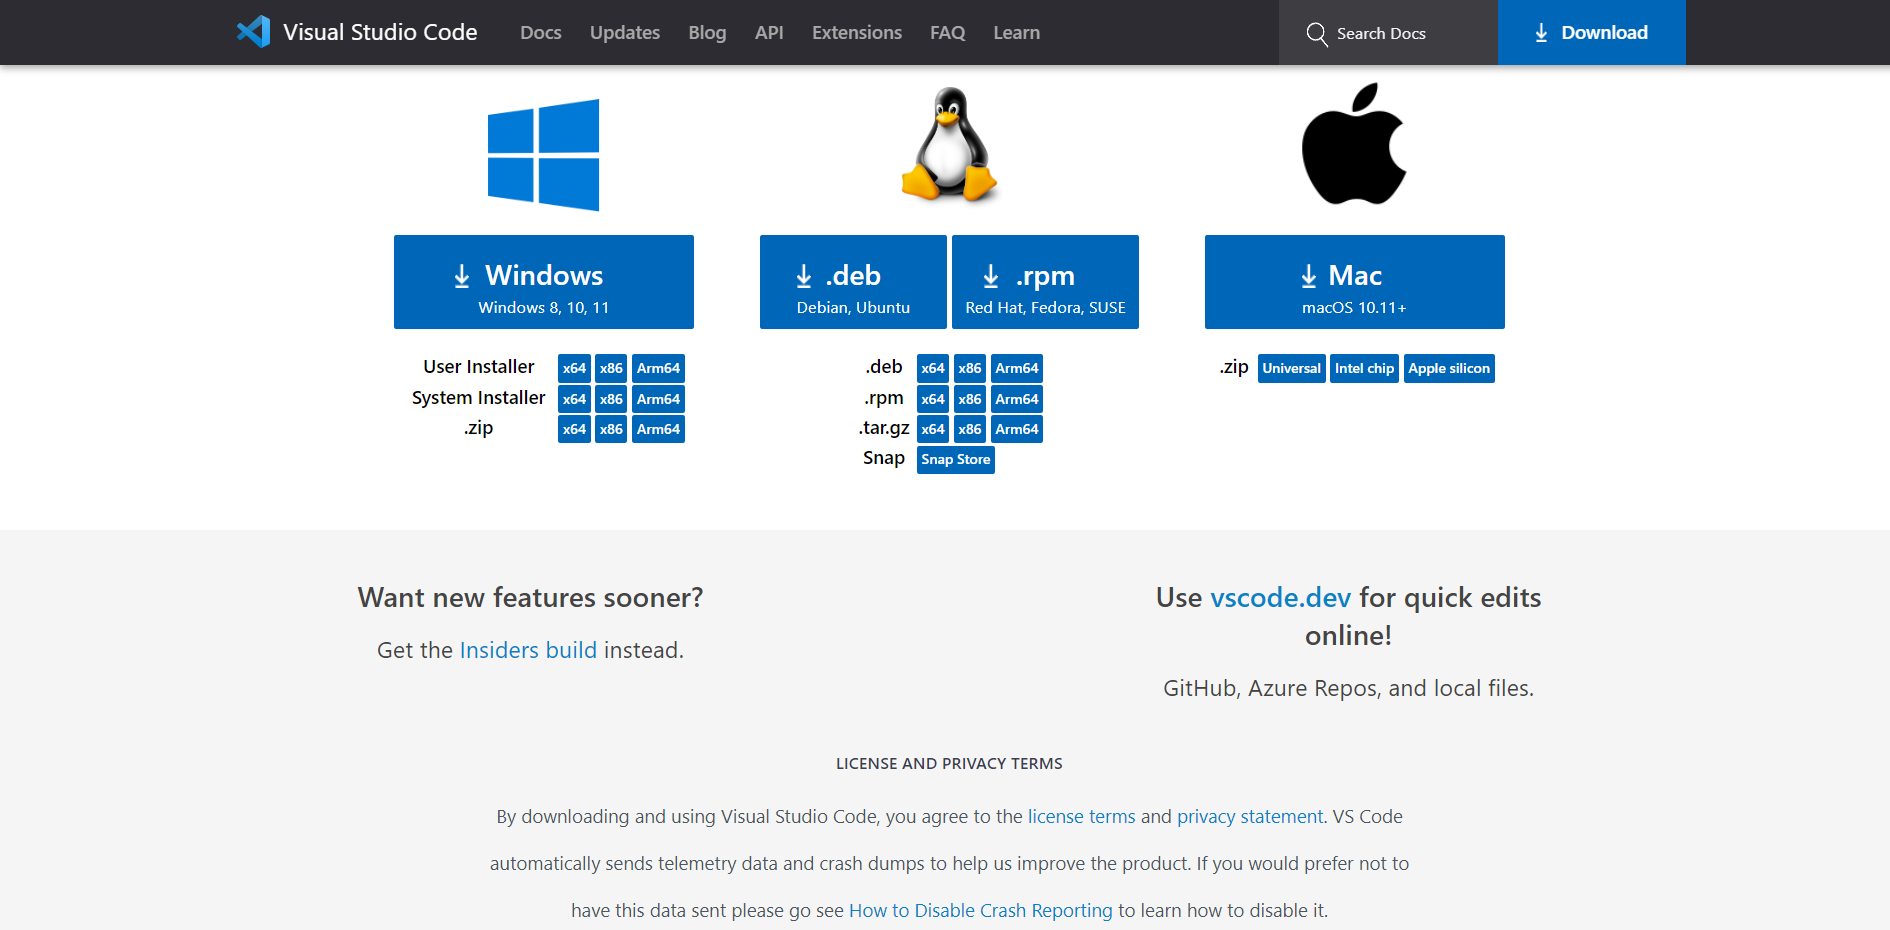 Visual Studio Code Docs Updates Blog API Extensions FAQ Learn Search Docs Download
Windows
Windows 8, 10, 11
User Installer x64 x86 Arm64
System Installer x64 x86 Arm64
.zip x64 x86 Arm64
.deb
Debian, Ubuntu
.rpm
Red Hat, Fedora, SUSE
.deb x64 x86 Arm64
.rpm x64 x86 Arm64
.tar.gz x64 x86 Arm64
Snap Snap Store
Mac
macOS 10.11+
.zip Universal Intel chip Apple silicon
Want new features sooner?
Get the Insiders build instead.
Use vscode.dev for quick edits
online!
GitHub, Azure Repos, and local files.
LICENSE AND PRIVACY TERMS
By downloading and using Visual Studio Code, you agree to the license terms and privacy statement. VS Code
automatically sends telemetry data and crash dumps to help us improve the product. If you would prefer not to
have this data sent please go see How to Disable Crash Reporting to learn how to disable it.